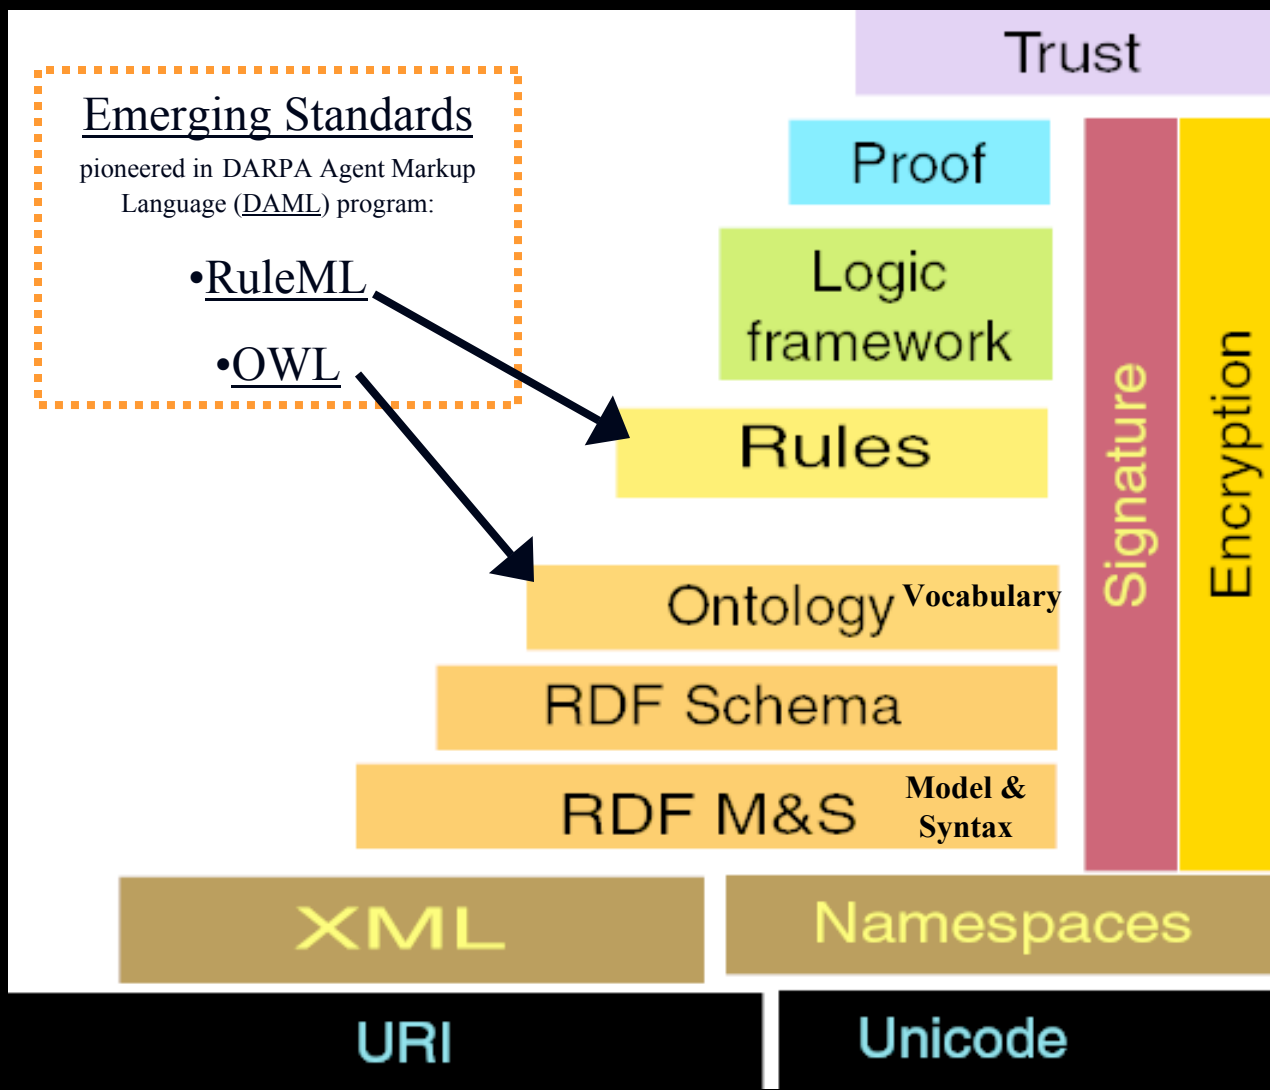 Trust
Emerging Standards
pioneered in DARPA Agent Markup
Language (DAML) program:
•RuleML
•OWL
Proof
Logic
framework
Rules
Ontology Vocabulary
RDF Schema
RDF M&S
Model &
Syntax
Signature
Encryption
XML
Namespaces
URI
Unicode